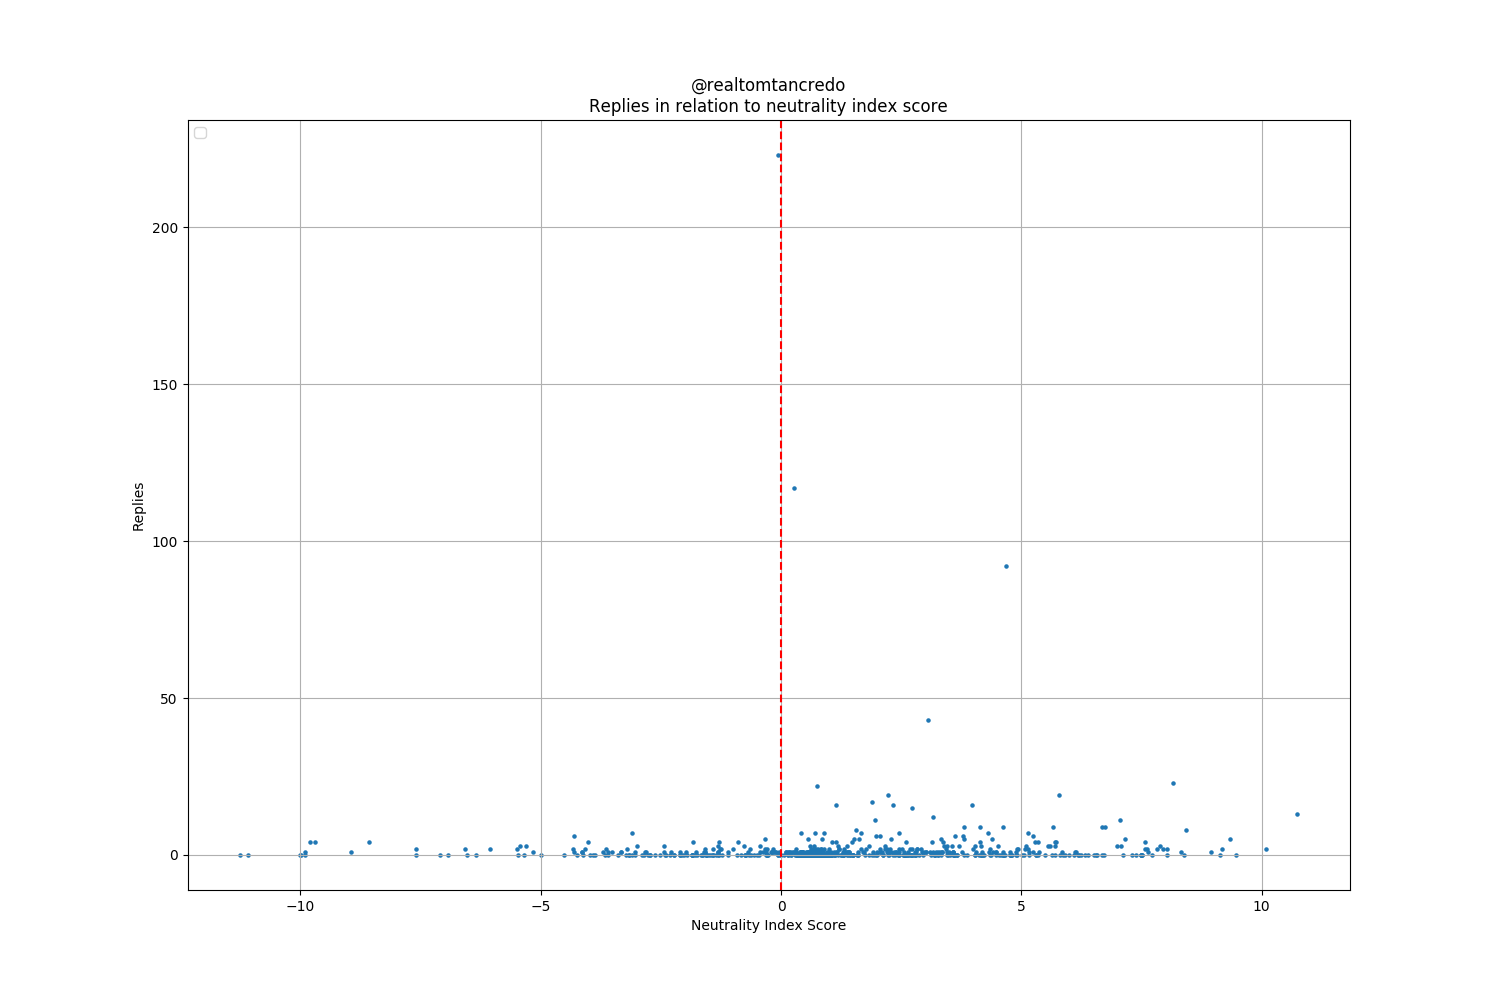 @realtomtancredo
Replies in relation to neutrality index score
200
150
100
50
0
Replies
−10
−5
0
5
10
Neutrality Index Score